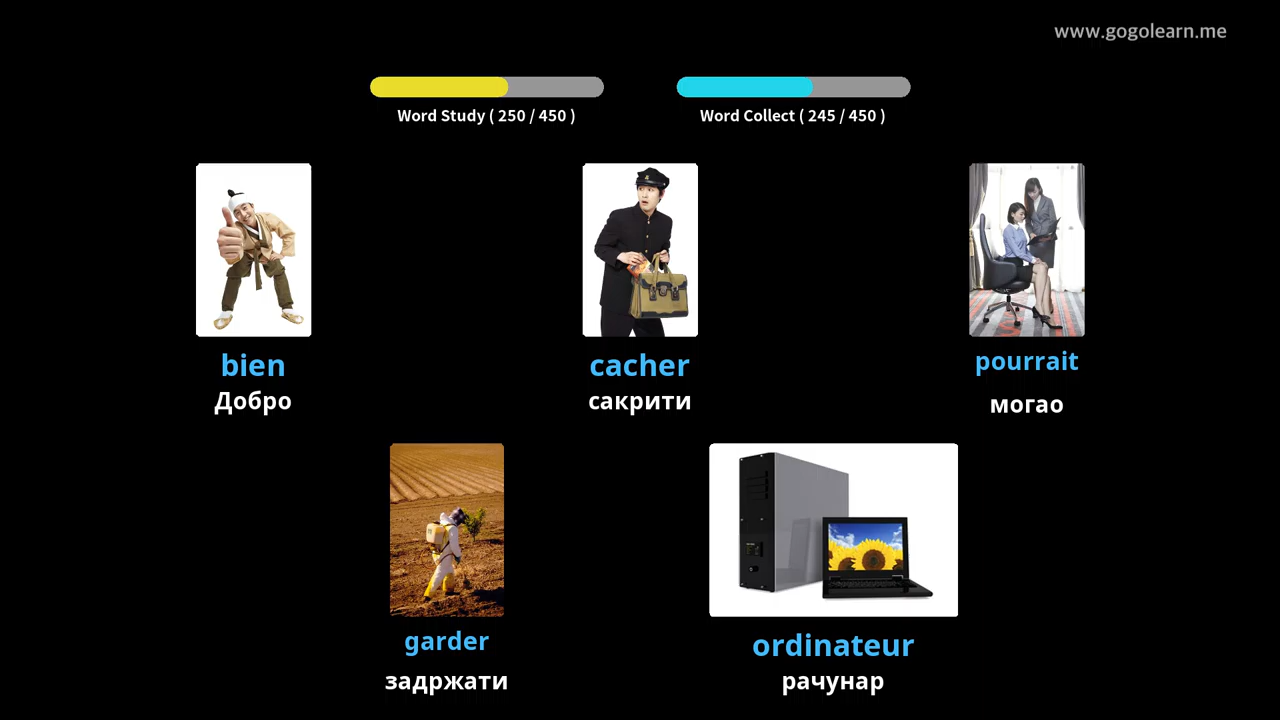 www.gogolearn.me
Word Study ( 250 / 450 )
Word Collect ( 245 / 450 )
bien
Добро
cacher
сакрити
pourrait
могао
garder
задржати
ordinateur
рачунар